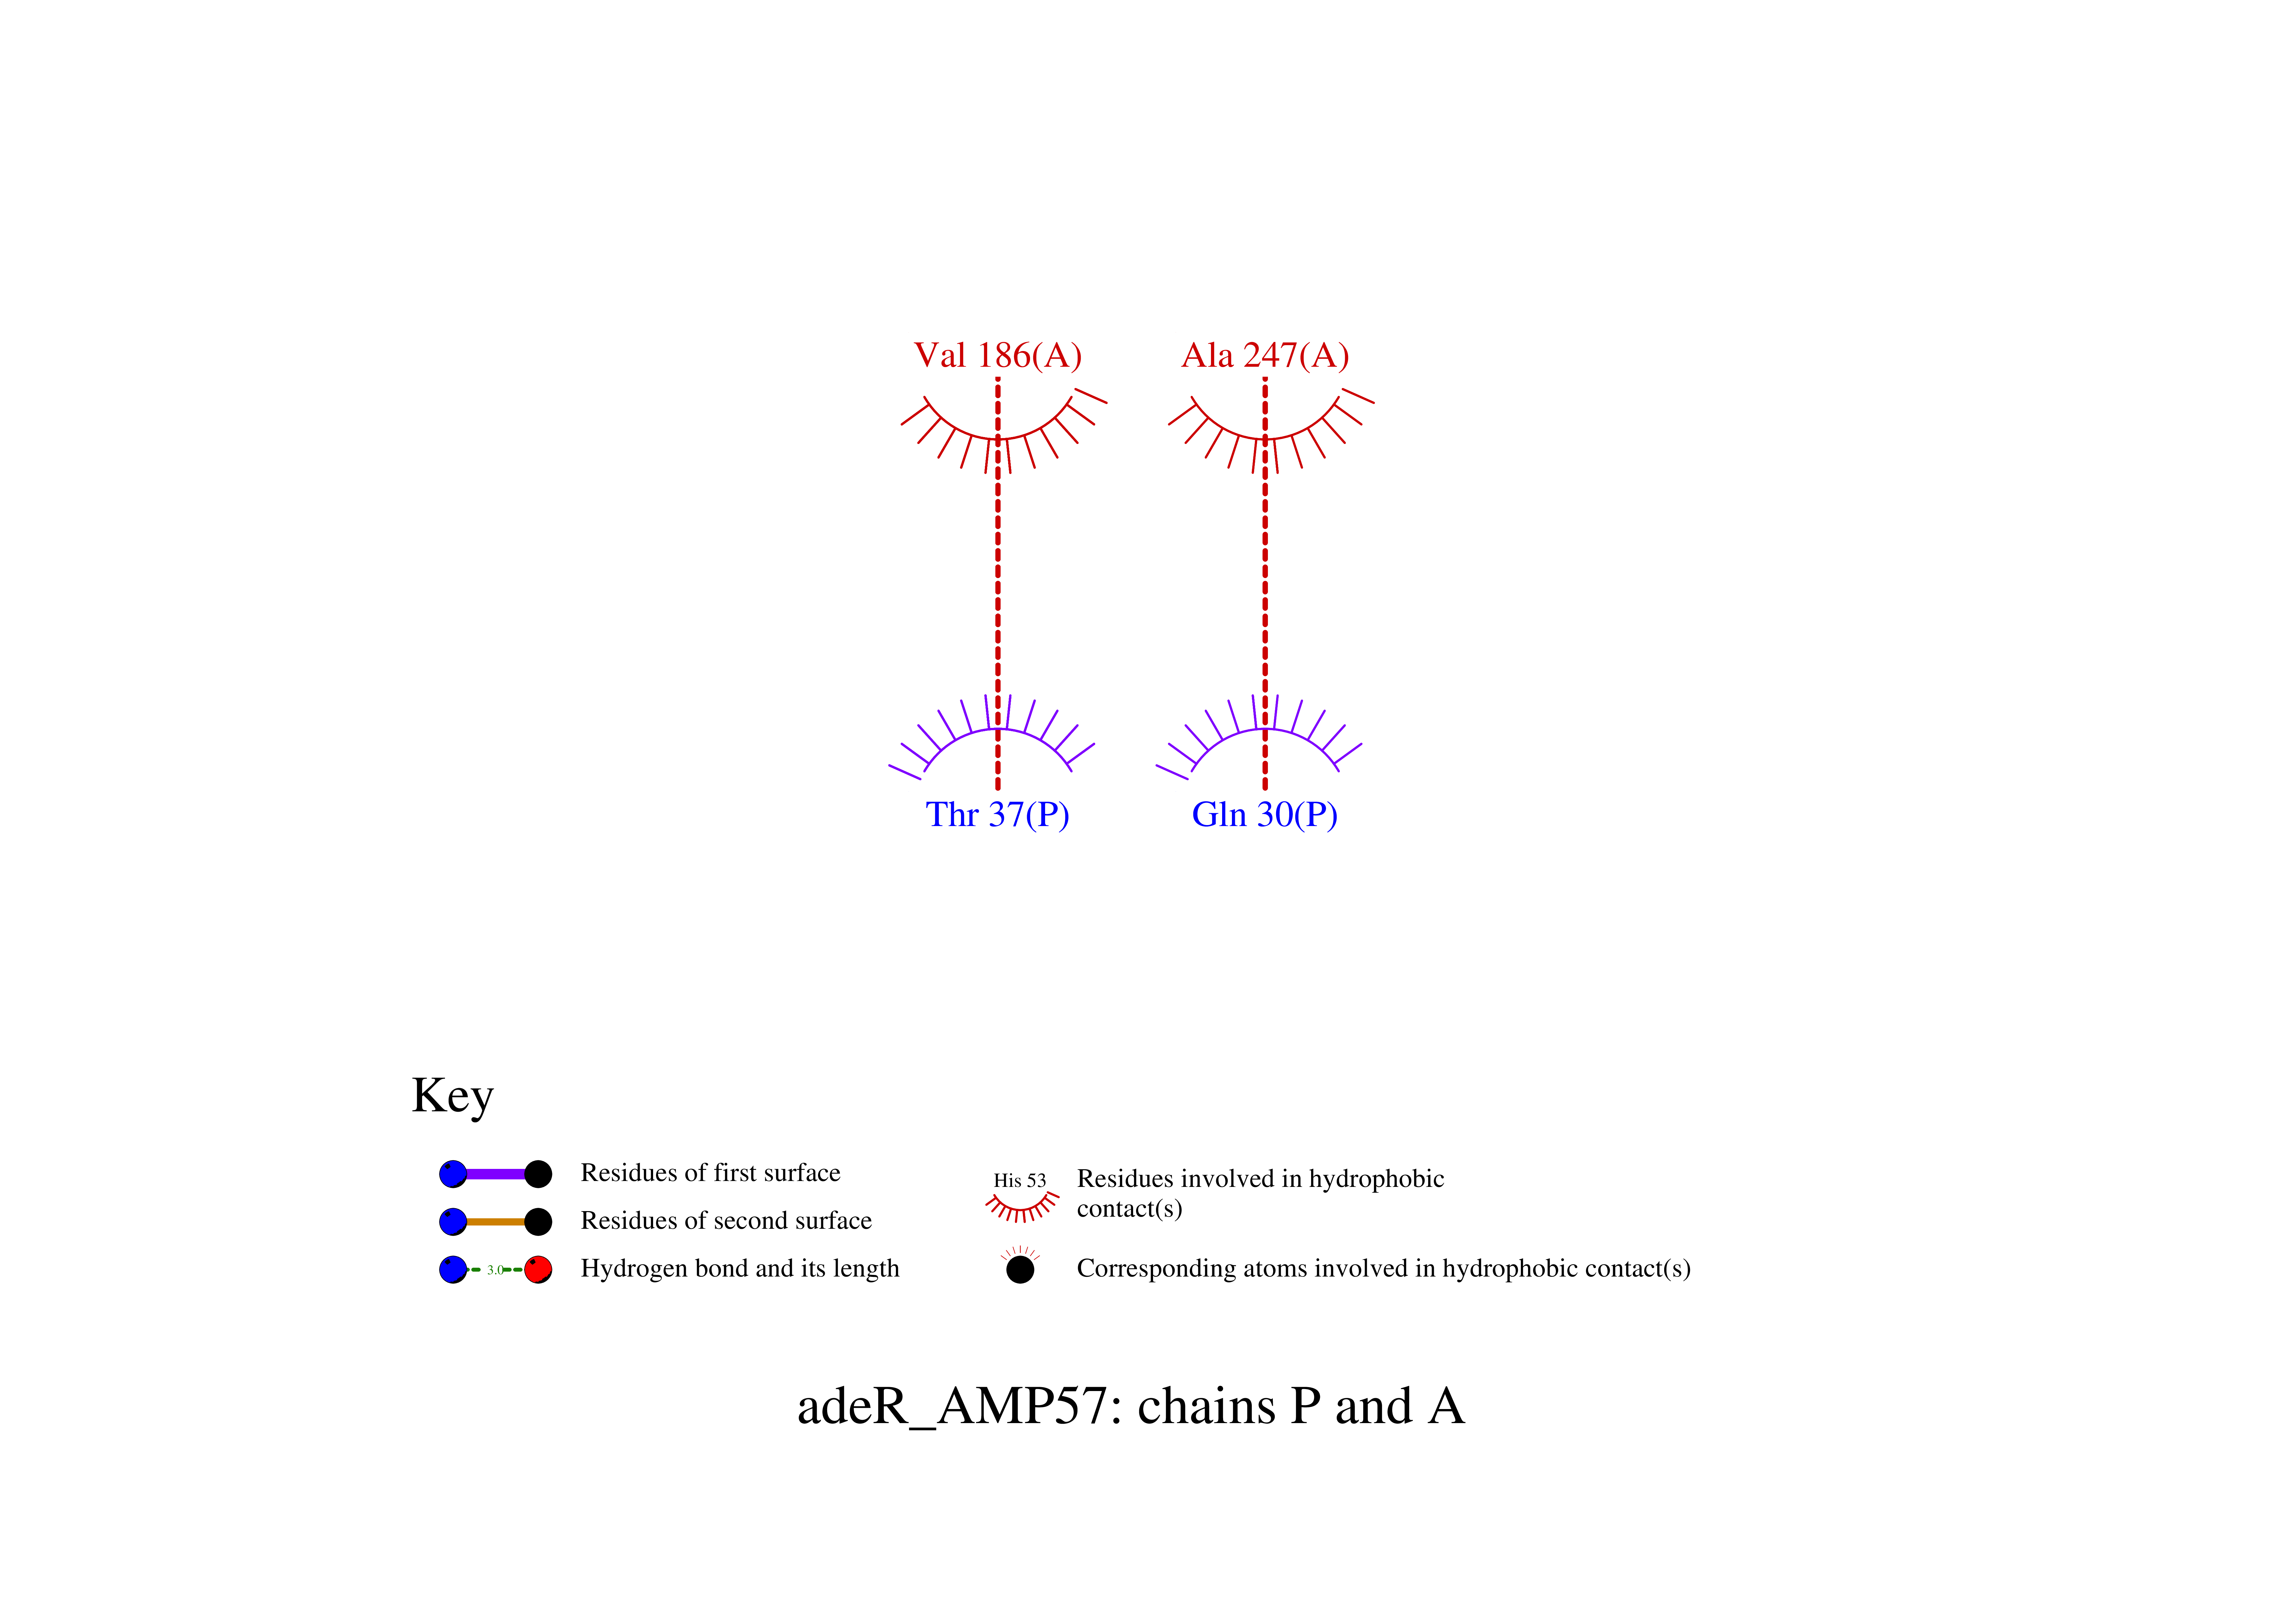 Val 186(A) Ala 247(A)
Thr 37(P) Gln 30(P)
Key
Residues of first surface
Residues of second surface
3.0 Hydrogen bond and its length
His 53 Residues involved in hydrophobic
contact(s)
Corresponding atoms involved in hydrophobic contact(s)
adeR_AMP57: chains P and A